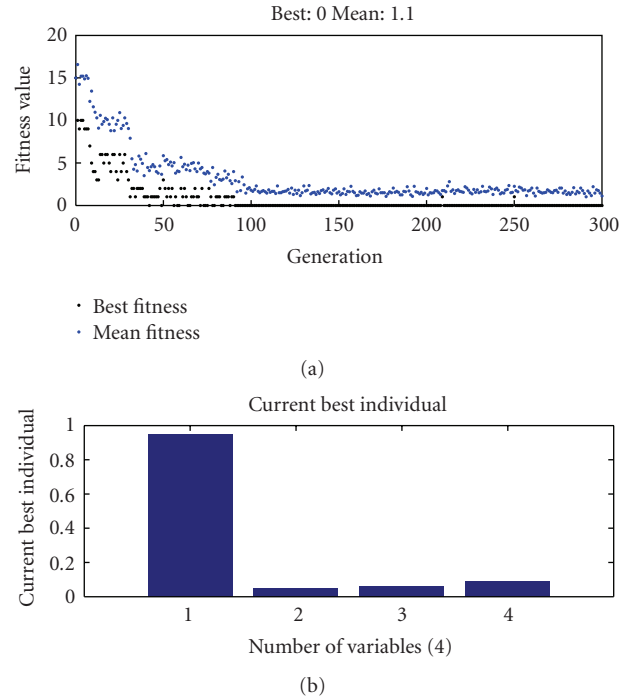 Best: 0 Mean: 1.1
20
15
10
5
0
Fitness value
0 50 100 150 200 250 300
Generation
Best fitness
Mean fitness
(a)
Current best individual
1
0.8
0.6
0.4
0.2
0
Current best individual
1 2 3 4
Number of variables (4)
(b)